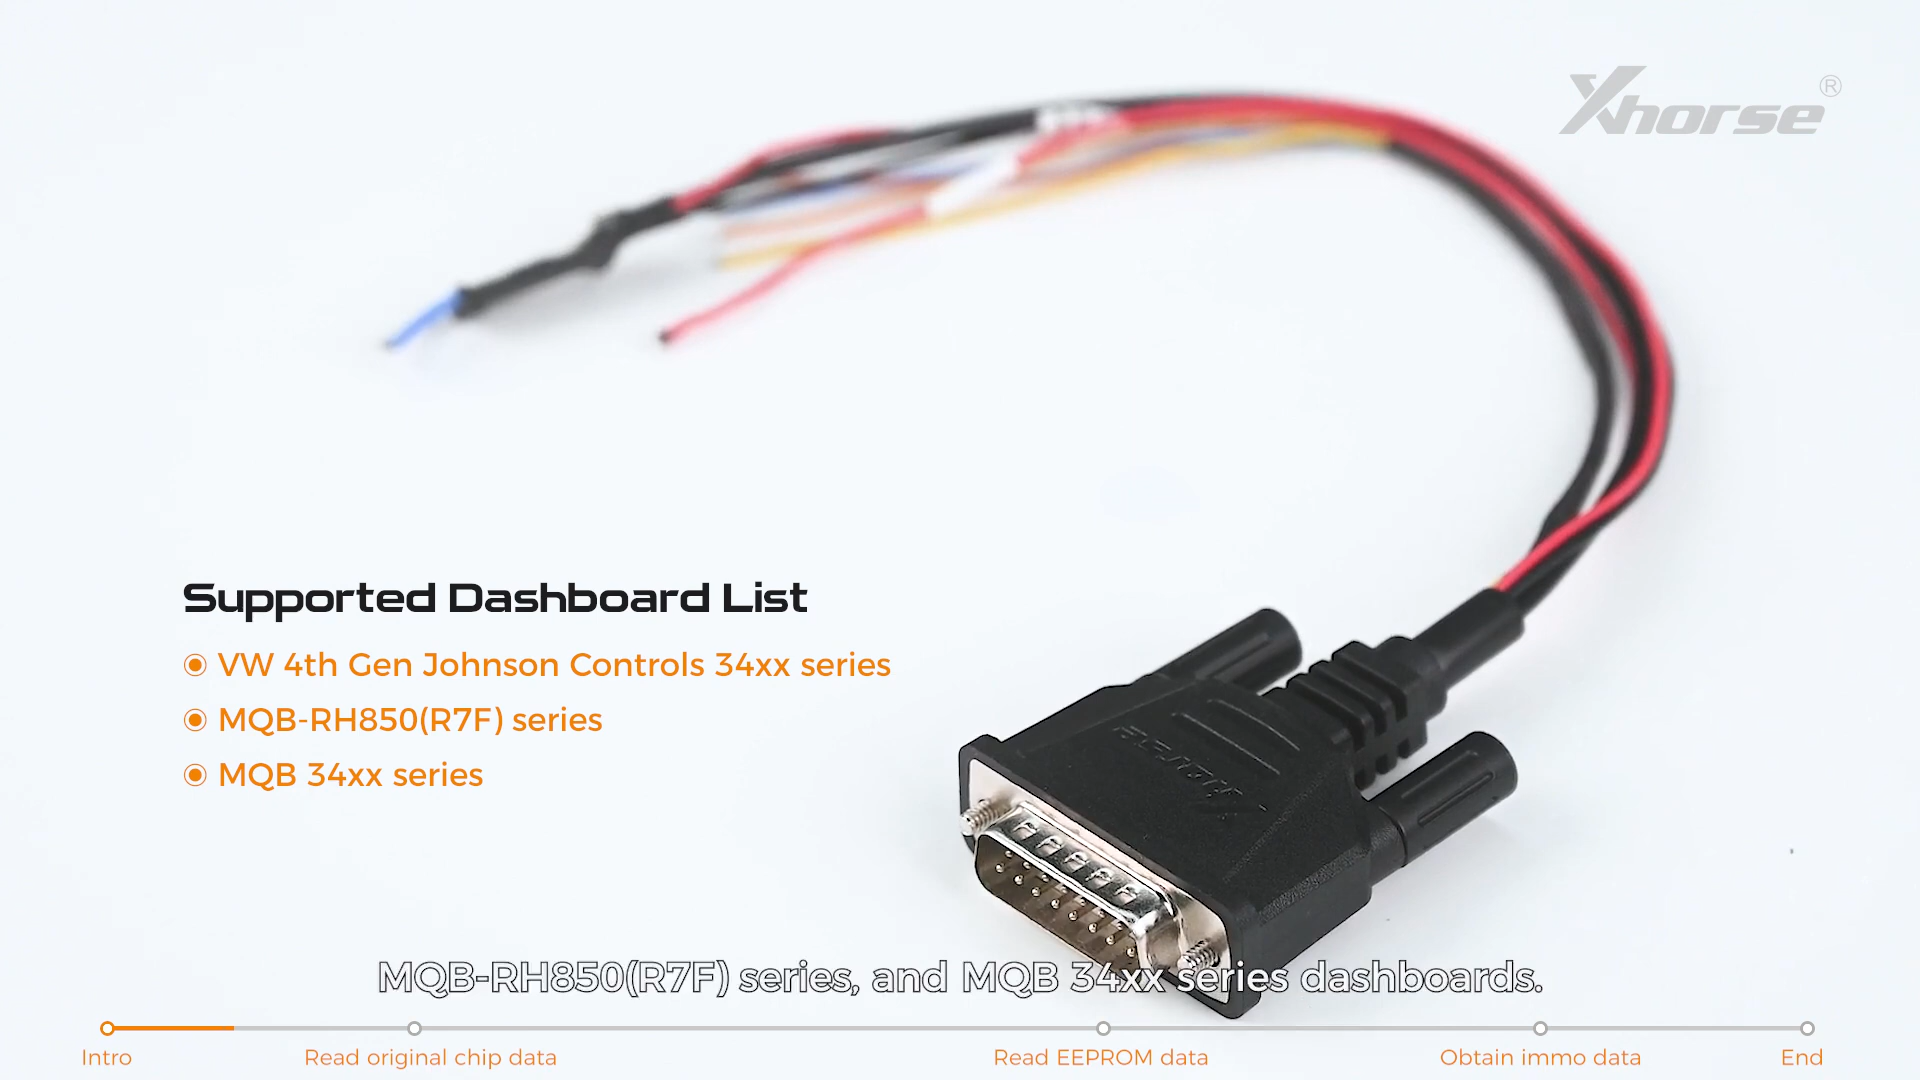 Xhorse®
Supported Dashboard List
VW 4th Gen Johnson Controls 34xx series
MQB-RH850(R7F) series
MQB 34xx series
MQB-RH850(R7F) series, and MQB 34xx series dashboards.
Intro
Read original chip data
Read EEPROM data
Obtain immo data
End